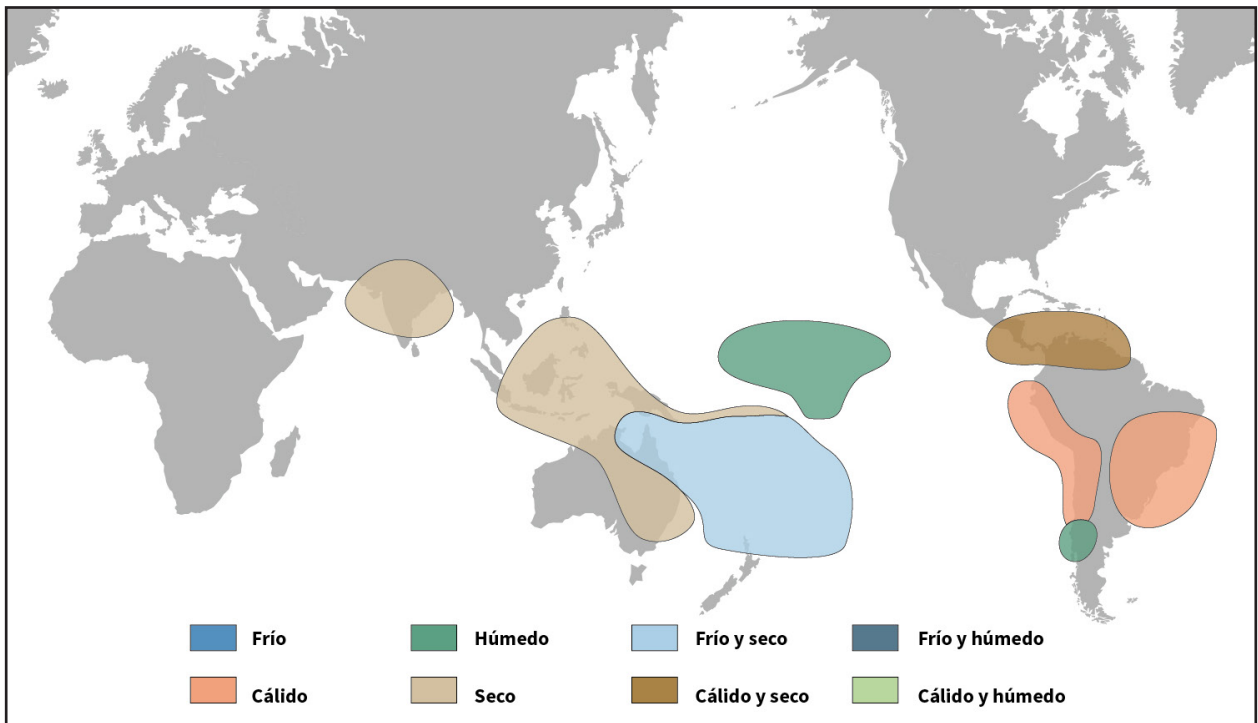 Frío
Húmedo
Frío y seco
Frío y húmedo
Cálido
Seco
Cálido y seco
Cálido y húmedo